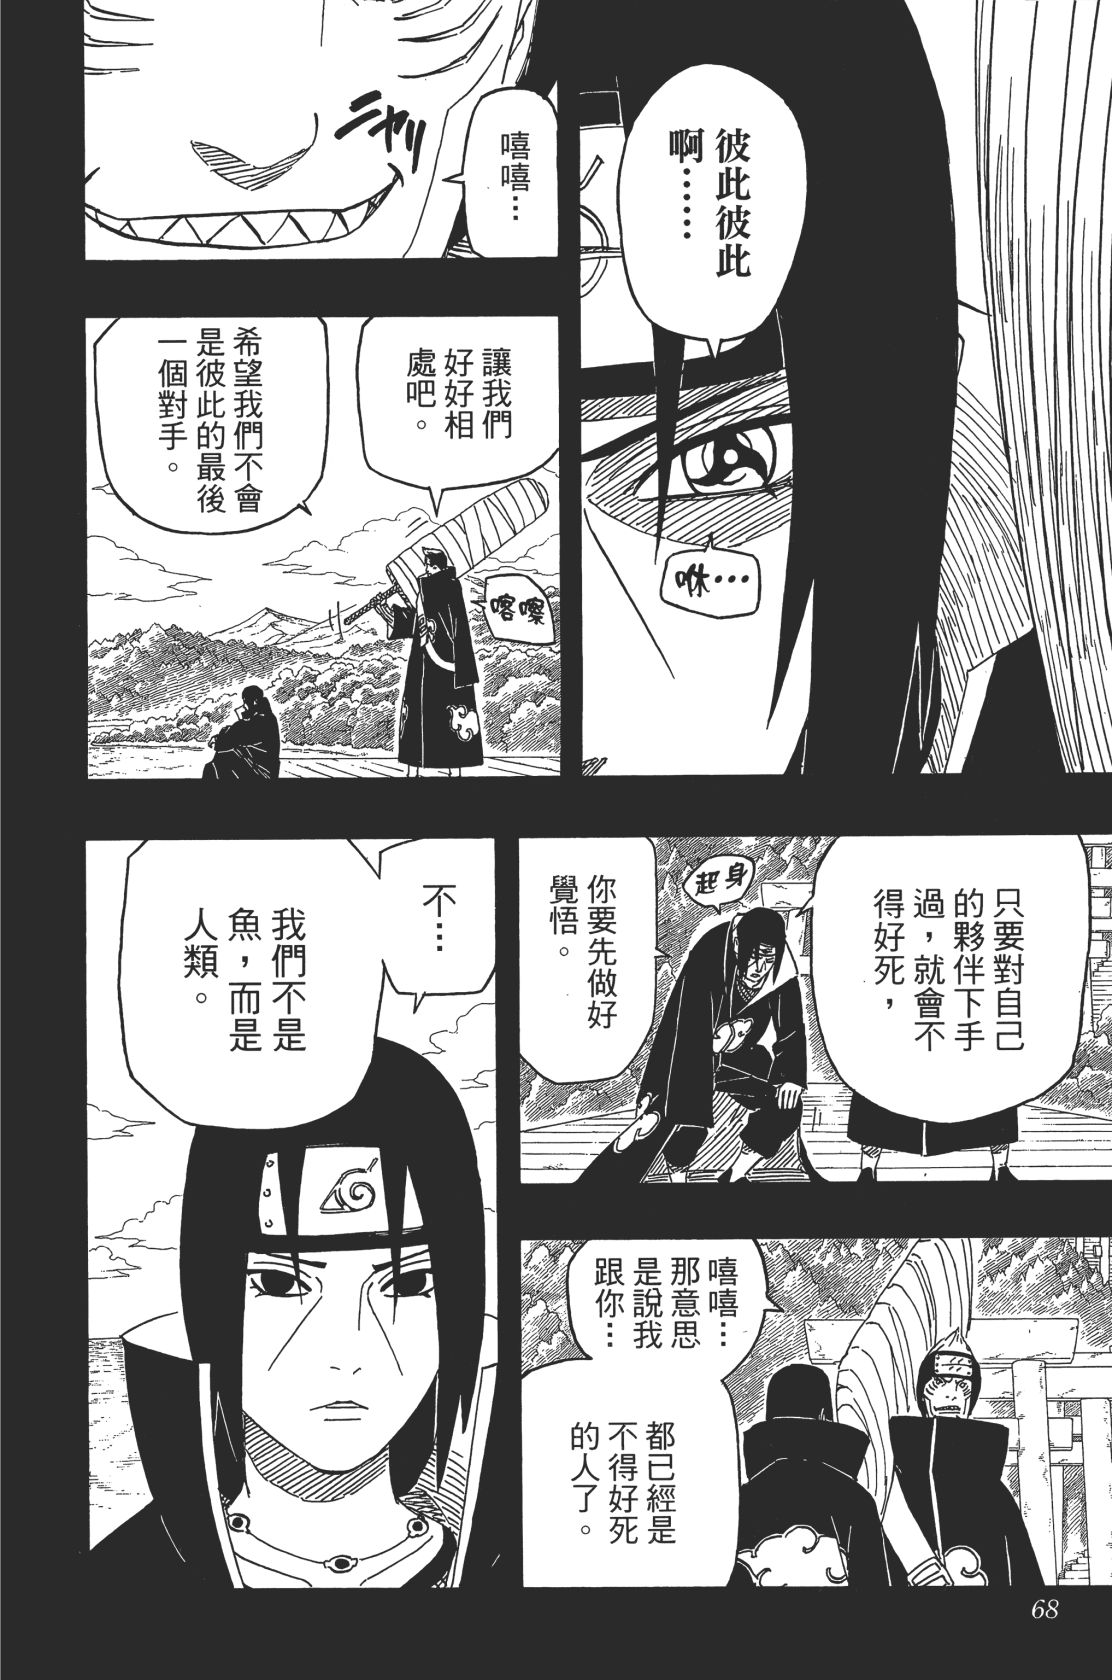 彼此彼此
啊……
咻…
嘻嘻…
ニヤリ
讓我們
好好相
處吧。
希望我們不會
是彼此的最後
一個對手。
喀嚓
只要對自己
的夥伴下手
過，就會不
得好死，
起身
你要先做好
覺悟。
嘻嘻…
那意思
是說我
跟你…
都已經是
不得好死
的人了。
不…
我們不是
魚，而是
人類。
68